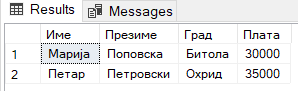 Results Messages
Име Презиме Град Плата
1 Марија Поповска Битола 30000
2 Петар Петровски Охрид 35000